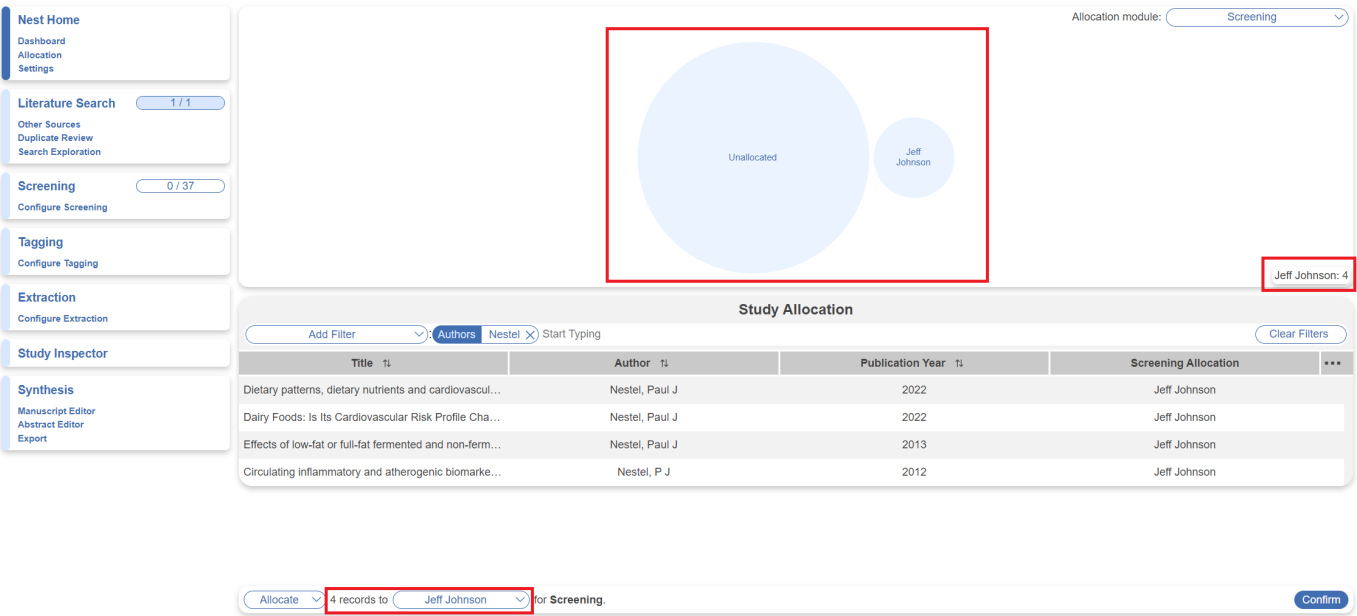 Nest Home
Dashboard
Allocation
Settings
Literature Search 1 / 1
Other Sources
Duplicate Review
Search Exploration
Screening 0 / 37
Configure Screening
Tagging
Configure Tagging
Extraction
Configure Extraction
Study Inspector
Synthesis
Manuscript Editor
Abstract Editor
Export
Allocation module: Screening
Unallocated
Jeff
Johnson
Jeff Johnson: 4
Study Allocation
Add Filter : Authors Nestel Start Typing Clear Filters
Title Author Publication Year Screening Allocation •••
Dietary patterns, dietary nutrients and cardiovascul... Nestel, Paul J 2022 Jeff Johnson
Dairy Foods: Is Its Cardiovascular Risk Profile Cha... Nestel, Paul J 2022 Jeff Johnson
Effects of low-fat or full-fat fermented and non-ferm... Nestel, Paul J 2013 Jeff Johnson
Circulating inflammatory and atherogenic biomarke... Nestel, P J 2012 Jeff Johnson
Allocate 4 records to Jeff Johnson for Screening. Confirm